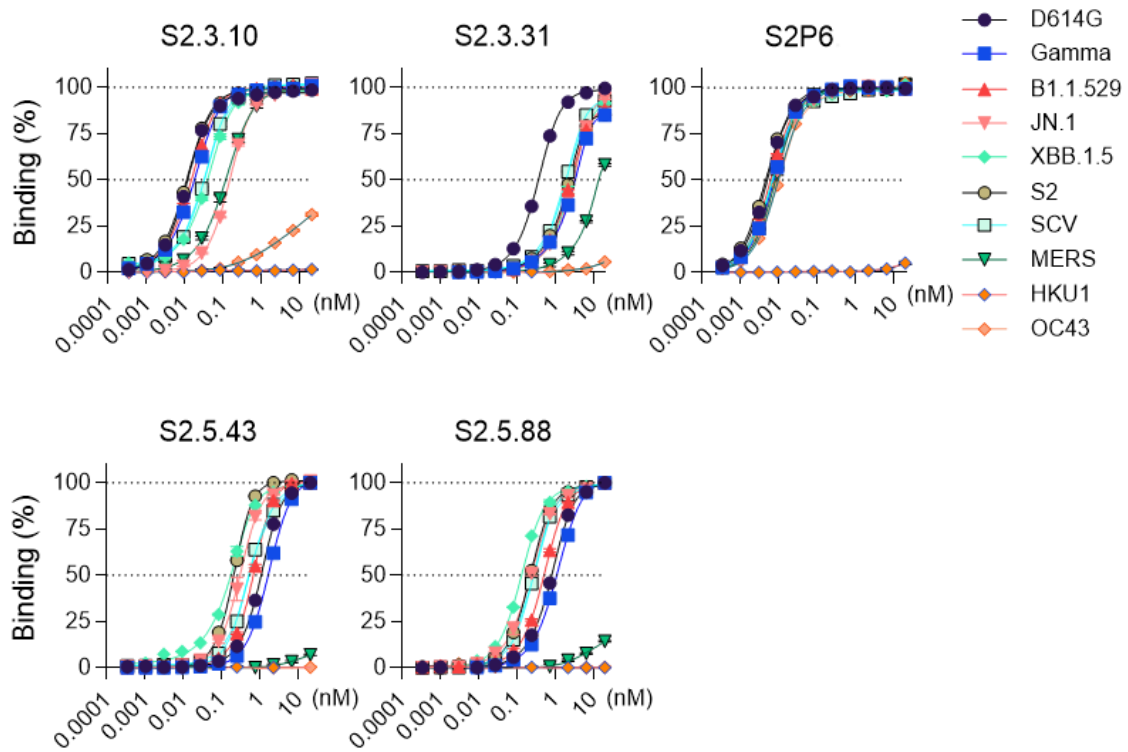 S2.3.10
S2.3.31
S2P6
Binding (%)
100
75
50
25
0
0.0001
0.001
0.01
0.1
1
10
(nM)
100
75
50
25
0
0.0001
0.001
0.01
0.1
1
10
(nM)
100
75
50
25
0
0.0001
0.001
0.01
0.1
1
10
(nM)
D614G
Gamma
B1.1.529
JN.1
XBB.1.5
S2
SCV
MERS
HKU1
OC43
S2.5.43
S2.5.88
Binding (%)
100
75
50
25
0
0.0001
0.001
0.01
0.1
1
10
(nM)
100
75
50
25
0
0.0001
0.001
0.01
0.1
1
10
(nM)